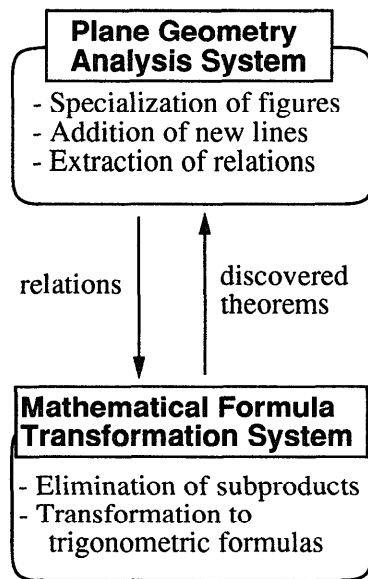 Plane Geometry
Analysis System
- Specialization of figures
- Addition of new lines
- Extraction of relations
relations
discovered
theorems
Mathematical Formula
Transformation System
- Elimination of subproducts
- Transformation to
trigonometric formulas